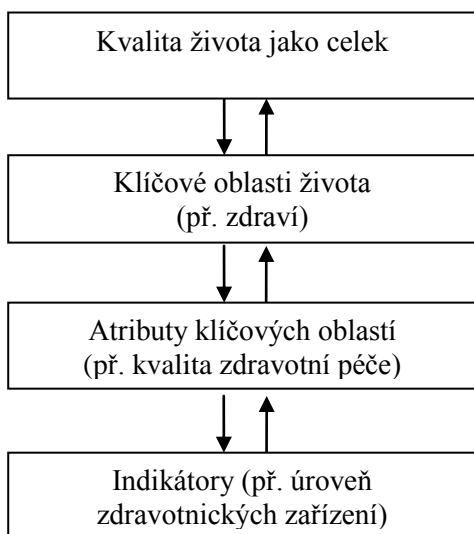 Kvalita života jako celek
Klíčové oblasti života
(př. zdraví)
Atributy klíčových oblastí
(př. kvalita zdravotní péče)
Indikátory (př. úroveň
zdravotnických zařízení)